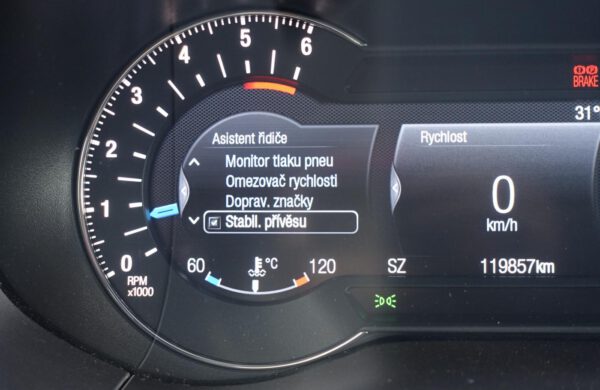 6
5
4
3
2
1
0
RPM
x1000
BRAKE
31°
Asistent řidiče
Monitor tlaku pneu
Omezovač rychlosti
Doprav. značky
Stabil. přívěsu
Rychlost
0
km/h
60 °C 120
SZ 119857km